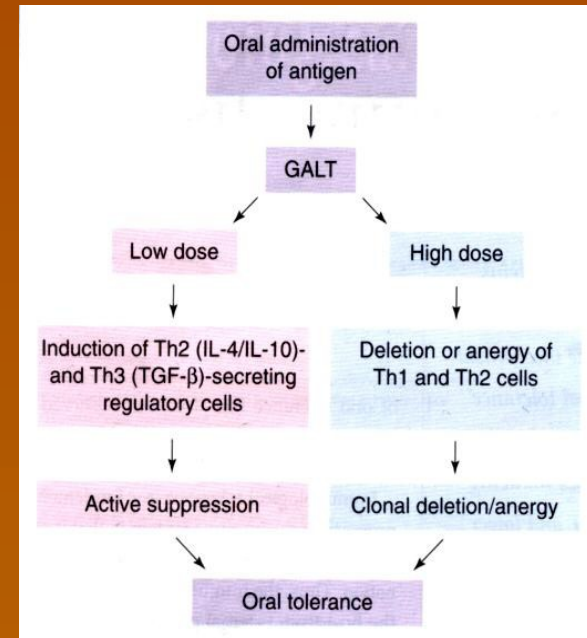 Oral administration
of antigen
GALT
Low dose
High dose
Induction of Th2 (IL-4/IL-10)-
and Th3 (TGF-β)-secreting
regulatory cells
Deletion or anergy of
Th1 and Th2 cells
Active suppression
Clonal deletion/anergy
Oral tolerance